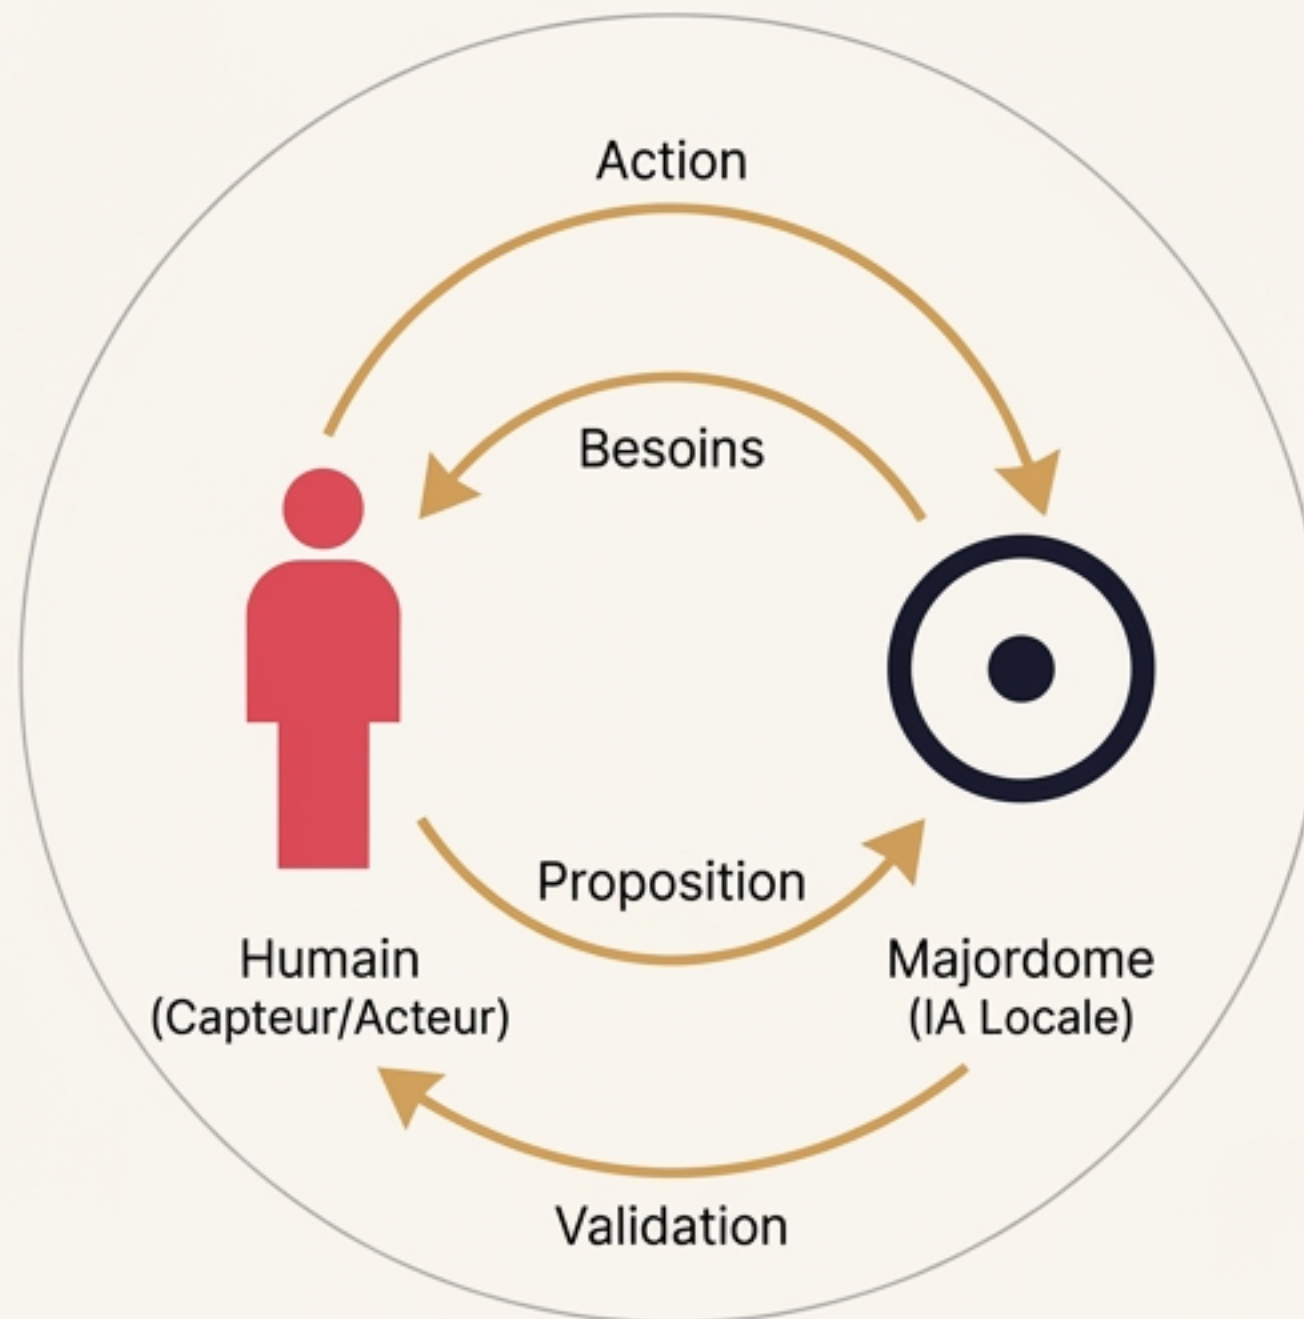 Action
Besoins
Proposition
Humain
(Capteur/Acteur)
Majordome
(IA Locale)
Validation